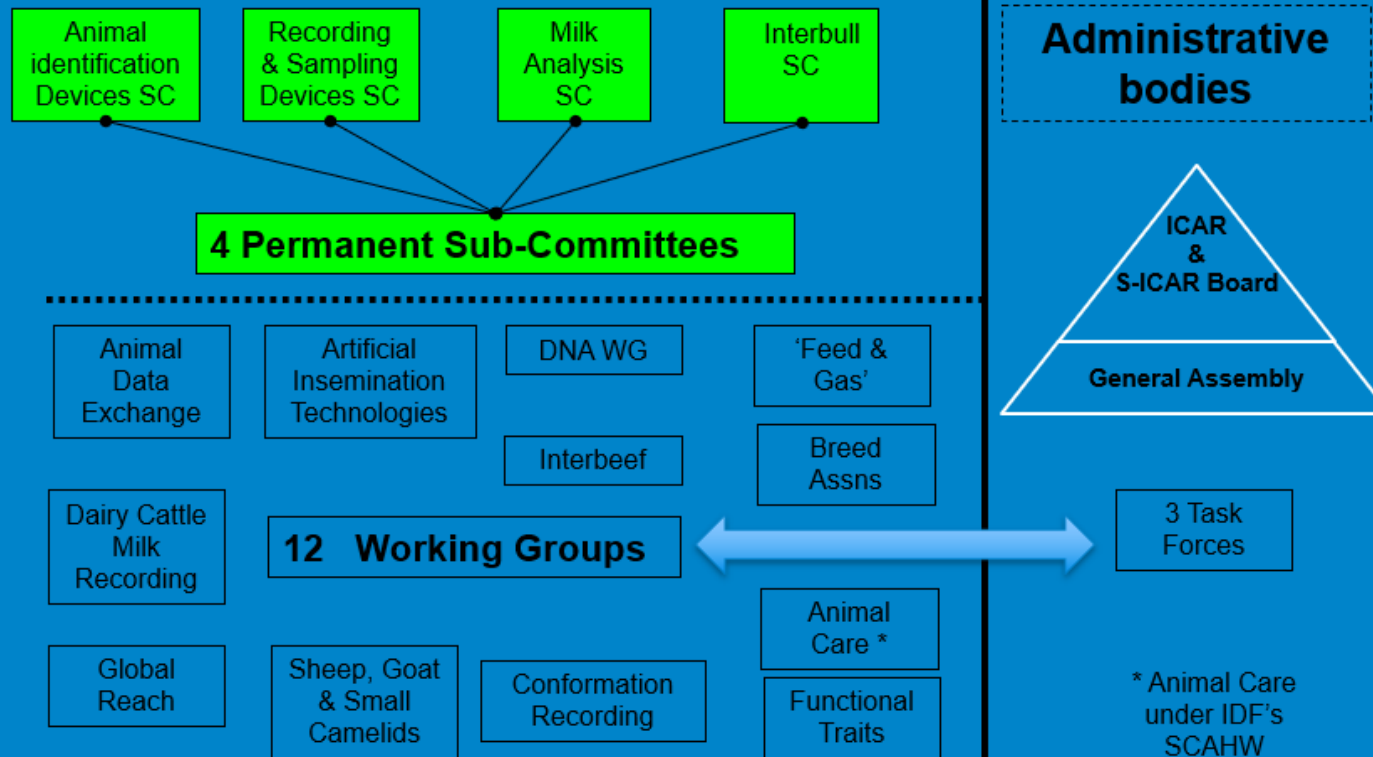 Animal
identification
Devices SC
Recording
& Sampling
Devices SC
Milk
Analysis
SC
Interbull
SC
4 Permanent Sub-Committees
Animal
Data
Exchange
Artificial
Insemination
Technologies
DNA WG
'Feed &
Gas'
Interbeef
Breed
Assns
Dairy Cattle
Milk
Recording
12 Working Groups
Animal
Care *
Global
Reach
Sheep, Goat
& Small
Camelids
Conformation
Recording
Functional
Traits
Administrative
bodies
ICAR
&
S-ICAR Board
General Assembly
3 Task
Forces
* Animal Care
under IDF's
SCAHW